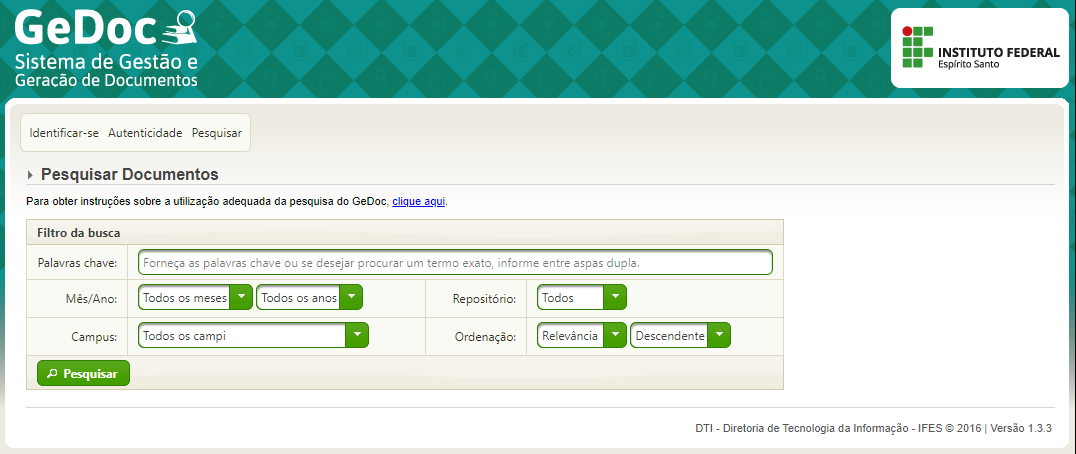 GeDoc
Sistema de Gestão e
Geração de Documentos
INSTITUTO FEDERAL
Espírito Santo
Identificar-se Autenticidade Pesquisar
Pesquisar Documentos
Para obter instruções sobre a utilização adequada da pesquisa do GeDoc, clique aqui.
Filtro da busca
Palavras chave: Forneça as palavras chave ou se desejar procurar um termo exato, informe entre aspas dupla.
Mês/Ano: Todos os meses Todos os anos Repositório: Todos
Campus: Todos os campi Ordenação: Relevância Descendente
Pesquisar
DTI - Diretoria de Tecnologia da Informação - IFES © 2016 | Versão 1.3.3